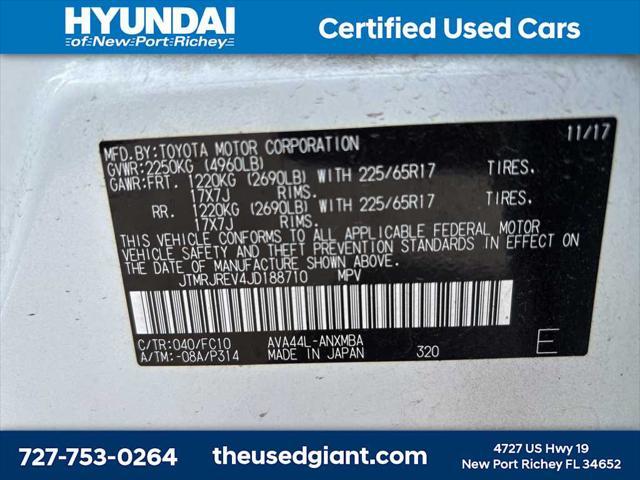 HYUNDAI
of New Port Richey
Certified Used Cars
MFD.BY:TOYOTA MOTOR CORPORATION 11/17
GVWR:2250KG (4960LB)
GAWR:FRT. 1220KG (2690LB) WITH 225/65R17 TIRES.
17X7J RIMS.
RR. 1220KG (2690LB) WITH 225/65R17 TIRES.
17X7J RIMS.
THIS VEHICLE CONFORMS TO ALL APPLICABLE FEDERAL MOTOR
VEHICLE SAFETY AND THEFT PREVENTION STANDARDS IN EFFECT
ON THE DATE OF MANUFACTURE SHOWN ABOVE.
JTMRJREV4JD188710 MPV
C/TR:040/FC10 AVA44L-ANXMBA
A/TM:-08A/P314 MADE IN JAPAN 320 E
727-753-0264
theusedgiant.com
4727 US Hwy 19
New Port Richey FL 34652